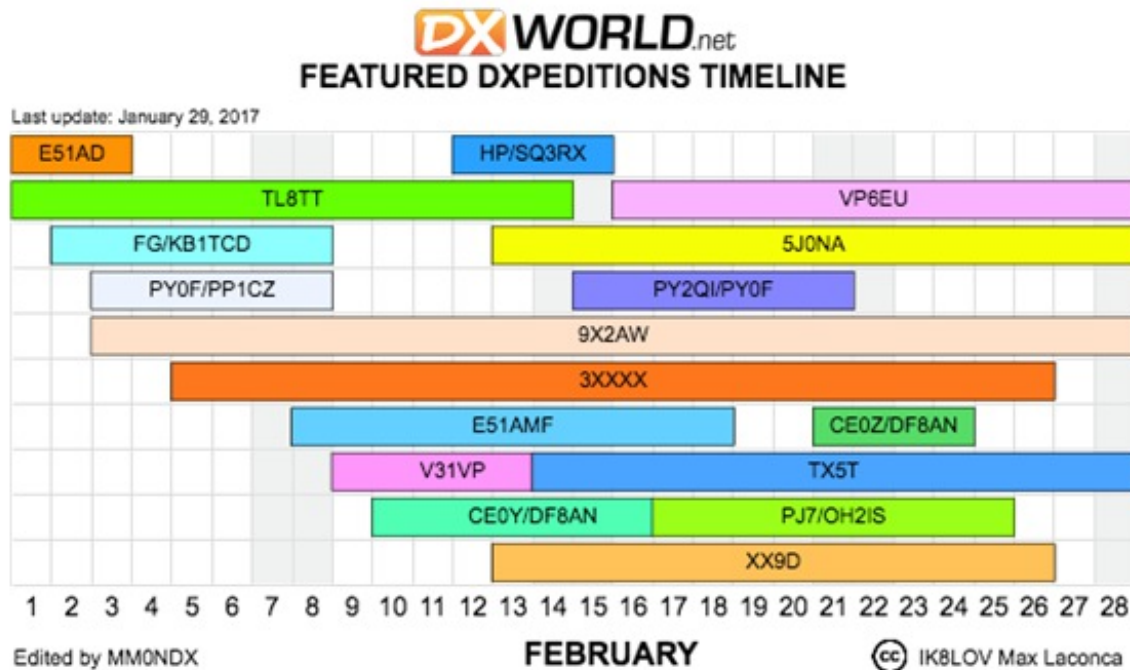 DX WORLD.net
FEATURED DXPEDITIONS TIMELINE
Last update: January 29, 2017
E51AD HP/SQ3RX
TL8TT VP6EU
FG/KB1TCD 5J0NA
PY0F/PP1CZ PY2QI/PY0F
9X2AW
3XXXX
E51AMF CE0Z/DF8AN
V31VP TX5T
CE0Y/DF8AN PJ7/OH2IS
XX9D
1 2 3 4 5 6 7 8 9 10 11 12 13 14 15 16 17 18 19 20 21 22 23 24 25 26 27 28
Edited by MM0NDX FEBRUARY cc IK8LOV Max Laconca